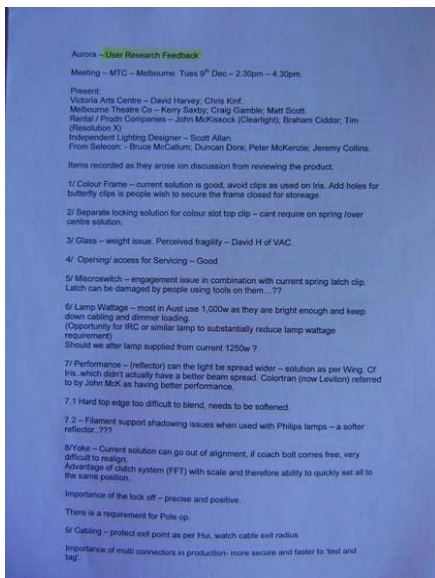 Aurora – User Research Feedback
Meeting – MTC – Melbourne. Tues 9th Dec – 2.30pm – 4.30pm.
Present:
Victoria Arts Centre – David Harvey; Chris Kinf.
Melbourne Theatre Co – Kerry Saxby; Craig Gamble; Matt Scott.
Rental / Prodn Companies – John McKissock (Clearlight); Braham Ciddor; Tim
(Resolution X)
Independent Lighting Designer – Scott Allan
From Selecon: - Bruce McCallum; Duncan Dore; Peter McKenzie; Jeremy Collins.
Items recorded as they arose ion discussion from reviewing the product.
1/ Colour Frame – current solution is good, avoid clips as used on Iris. Add holes for
butterfly clips is people wish to secure the frame closed for storeage.
2/ Separate locking solution for colour slot top clip – cant require on spring /over
centre solution.
3/ Glass – weight issue. Perceived fragility – David H of VAC.
4/ Opening/ access for Servicing – Good
5/ Miscroswitch – engagement issue in combination with current spring latch clip.
Latch can be damaged by people using tools on them...??
6/ Lamp Wattage – most in Aust use 1,000w as they are bright enough and keep
down cabling and dimmer loading.
(Opportunity for IRC or similar lamp to substantially reduce lamp wattage
requirement)
Should we alter lamp supplied from current 1250w ?
7/ Performance – (reflector) can the light be spread wider – solution as per Wing. Cf
Iris..which didn't actually have a better beam spread. Colortran (now Leviton) referred
to by John McK as having better performance.
7.1 Hard top edge too difficult to blend, needs to be softened.
7.2 – Filament support shadowing issues when used with Philips lamps – a softer
reflector..???
8/Yoke – Current solution can go out of alignment, if coach bolt comes free, very
difficult to realign.
Advantage of clutch system (FFT) with scale and therefore ability to quickly set all to
the same position.
Importance of the lock off – precise and positive.
There is a requirement for Pole op.
9/ Cabling – protect exit point as per Hui, watch cable exit radius
Importance of multi connectors in production- more secure and faster to 'test and
tag'.